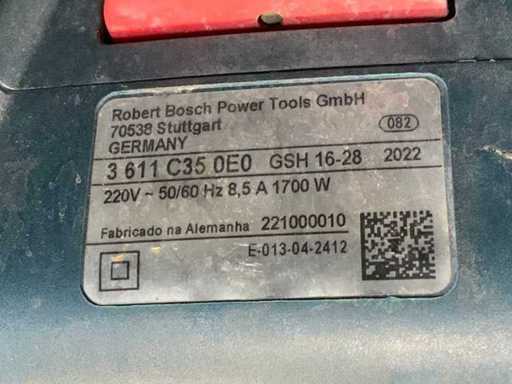 Robert Bosch Power Tools GmbH
70538 Stuttgart
GERMANY
082
3 611 C35 0E0 GSH 16-28 2022
220V ~ 50/60 Hz 8,5 A 1700 W
Fabricado na Alemanha 221000010
E-013-04-2412